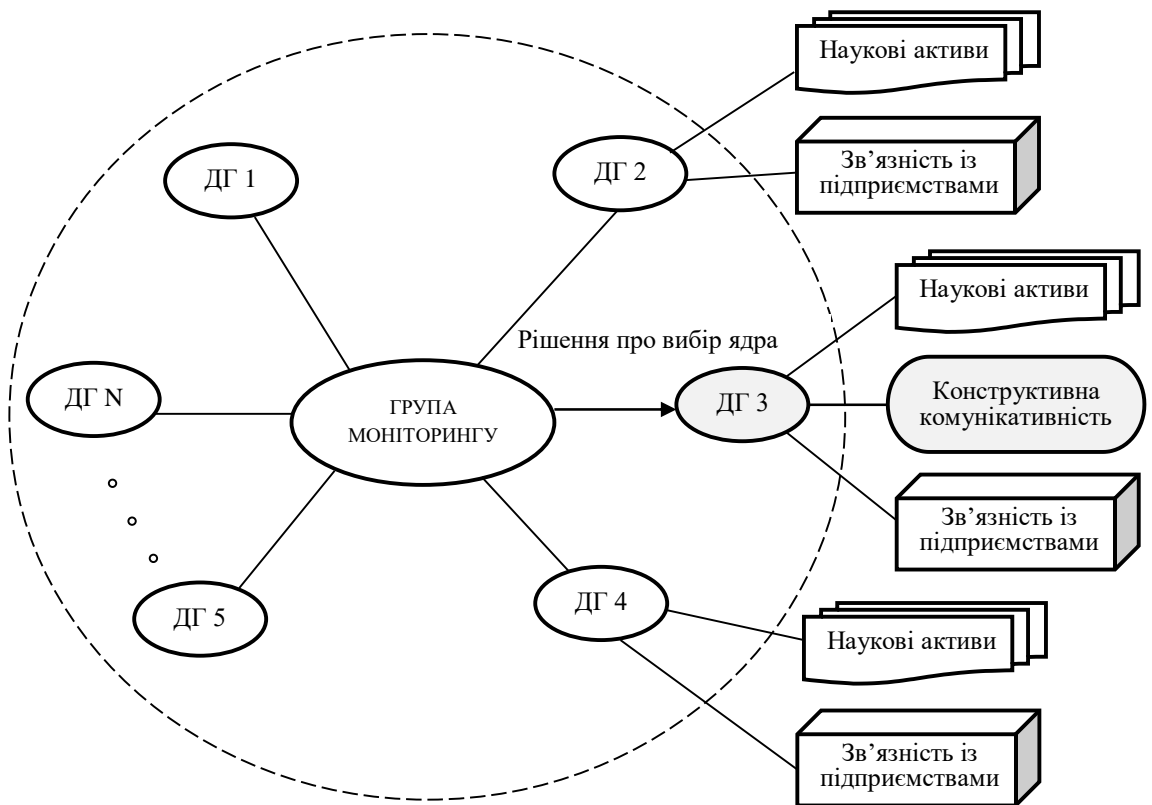 Наукові активи
Зв’язність із
підприємствами
ДГ 1
ДГ 2
Наукові активи
Рішення про вибір ядра
ДГ N
ГРУПА
МОНІТОРИНГУ
ДГ 3
Конструктивна
комунікативність
Зв’язність із
підприємствами
ДГ 5
ДГ 4
Наукові активи
Зв’язність із
підприємствами